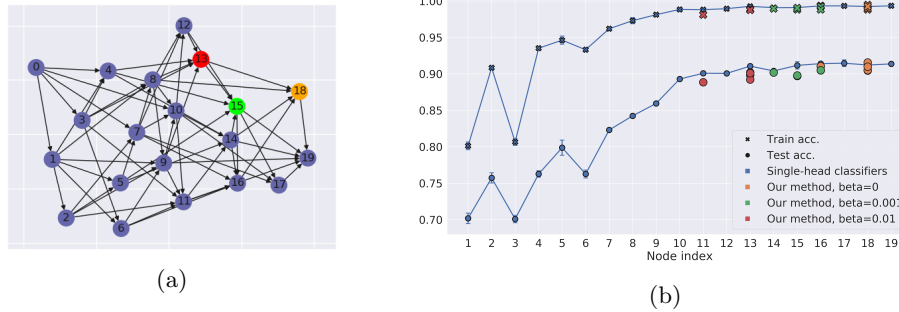 12
13
0
4
8
18
15
3
10
7
14
1
9
19
5
16
17
11
2
6
(a)
1.00
0.95
0.90
0.85
0.80
0.75
0.70
Train acc.
Test acc.
Single-head classifiers
Our method, beta=0
Our method, beta=0.001
Our method, beta=0.01
1 2 3 4 5 6 7 8 9 10 11 12 13 14 15 16 17 18 19
Node index
(b)